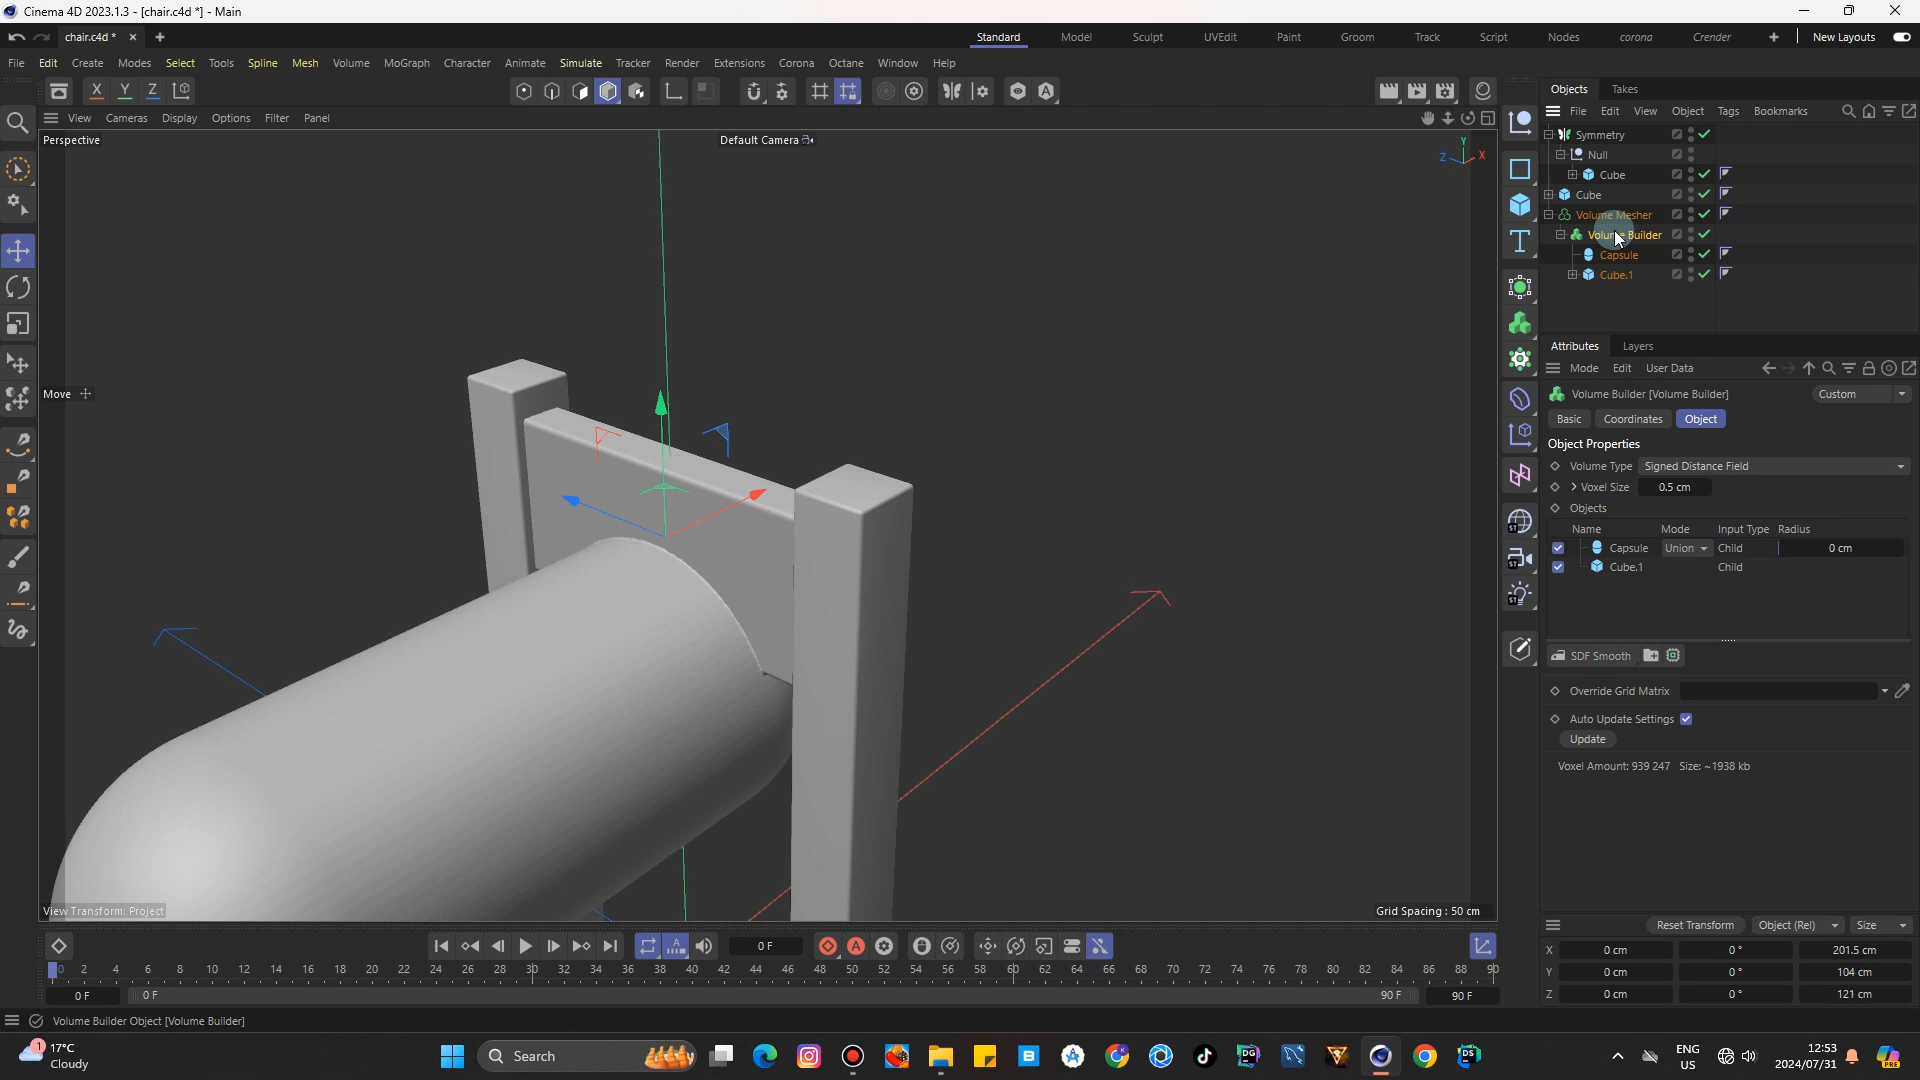 Cinema 4D 2023.1.3 - [chair.c4d *] - Main
chair.c4d *
Standard Model Sculpt UVEdit Paint Groom Track Script Nodes corona Crender New Layouts
File Edit Create Modes Select Tools Spline Mesh Volume MoGraph Character Animate Simulate Tracker Render Extensions Corona Octane Window Help
X Y Z
Objects Takes
View Cameras Display Options Filter Panel
File Edit View Object Tags Bookmarks
Perspective
Default Camera
Y
Z X
Symmetry
Null
Cube
Cube
Volume Mesher
Volume Builder
Capsule
Cube.1
Attributes Layers
Mode Edit User Data
Move
Volume Builder [Volume Builder]
Custom
Basic Coordinates Object
Object Properties
Volume Type Signed Distance Field
Voxel Size 0.5 cm
Objects
Name Mode Input Type Radius
Capsule Union Child 0 cm
Cube.1 Child
SDF Smooth
Override Grid Matrix
Auto Update Settings
Update
Voxel Amount: 939 247 Size: ~1938 kb
View Transform: Project
Grid Spacing : 50 cm
0 F
Reset Transform Object (Rel) Size
X 0 cm 0 ° 201.5 cm
Y 0 cm 0 ° 104 cm
Z 0 cm 0 ° 121 cm
0 2 4 6 8 10 12 14 16 18 20 22 24 26 28 30 32 34 36 38 40 42 44 46 48 50 52 54 56 58 60 62 64 66 68 70 72 74 76 78 80 82 84 86 88 90
0 F 0 F 90 F 90 F
Volume Builder Object [Volume Builder]
1
17°C
Cloudy
Search
ENG
US
12:53
2024/07/31